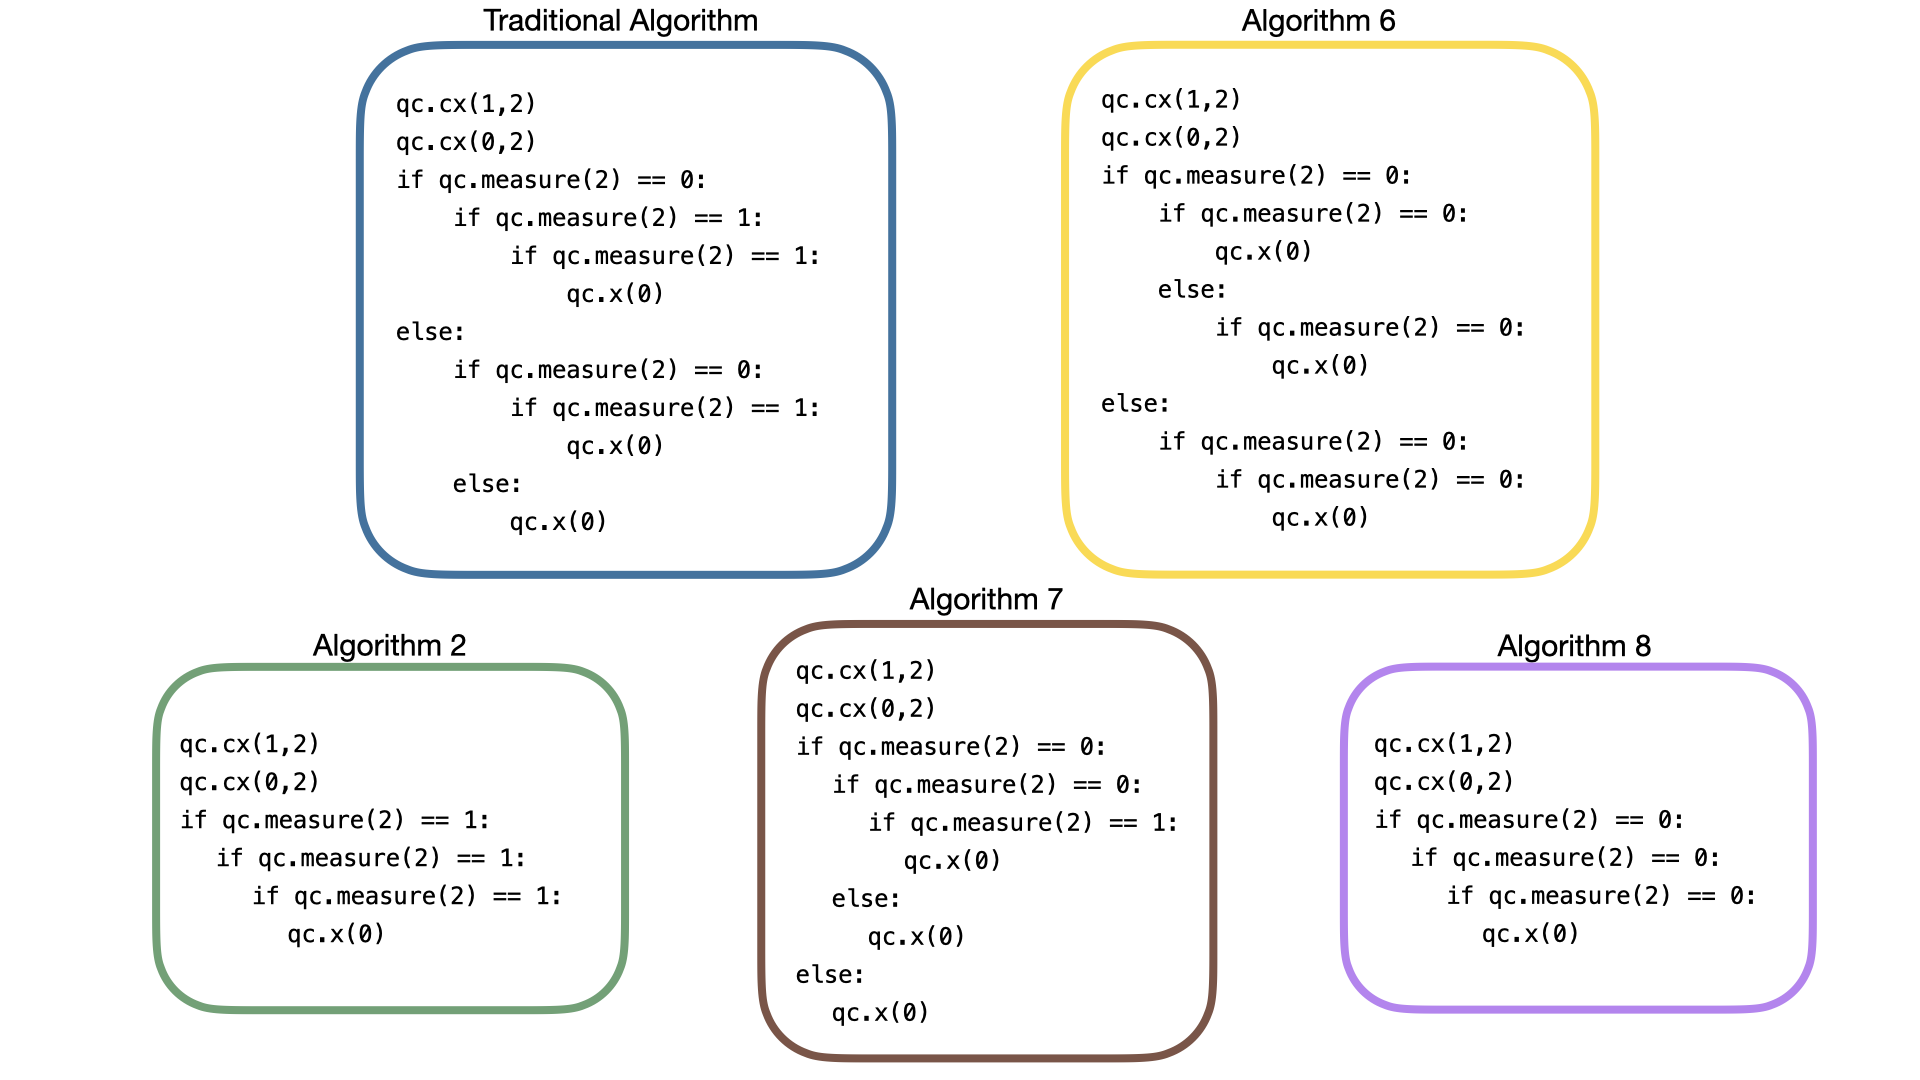 Traditional Algorithm
qc.cx(1,2)
qc.cx(0,2)
if qc.measure(2) == 0:
    if qc.measure(2) == 1:
        if qc.measure(2) == 1:
            qc.x(0)
else:
    if qc.measure(2) == 0:
        if qc.measure(2) == 1:
            qc.x(0)
    else:
        qc.x(0)
Algorithm 6
qc.cx(1,2)
qc.cx(0,2)
if qc.measure(2) == 0:
    if qc.measure(2) == 0:
        qc.x(0)
    else:
        if qc.measure(2) == 0:
            qc.x(0)
else:
    if qc.measure(2) == 0:
        if qc.measure(2) == 0:
            qc.x(0)
Algorithm 2
qc.cx(1,2)
qc.cx(0,2)
if qc.measure(2) == 1:
  if qc.measure(2) == 1:
    if qc.measure(2) == 1:
      qc.x(0)
Algorithm 7
qc.cx(1,2)
qc.cx(0,2)
if qc.measure(2) == 0:
  if qc.measure(2) == 0:
    if qc.measure(2) == 1:
      qc.x(0)
  else:
    qc.x(0)
else:
  qc.x(0)
Algorithm 8
qc.cx(1,2)
qc.cx(0,2)
if qc.measure(2) == 0:
  if qc.measure(2) == 0:
    if qc.measure(2) == 0:
      qc.x(0)